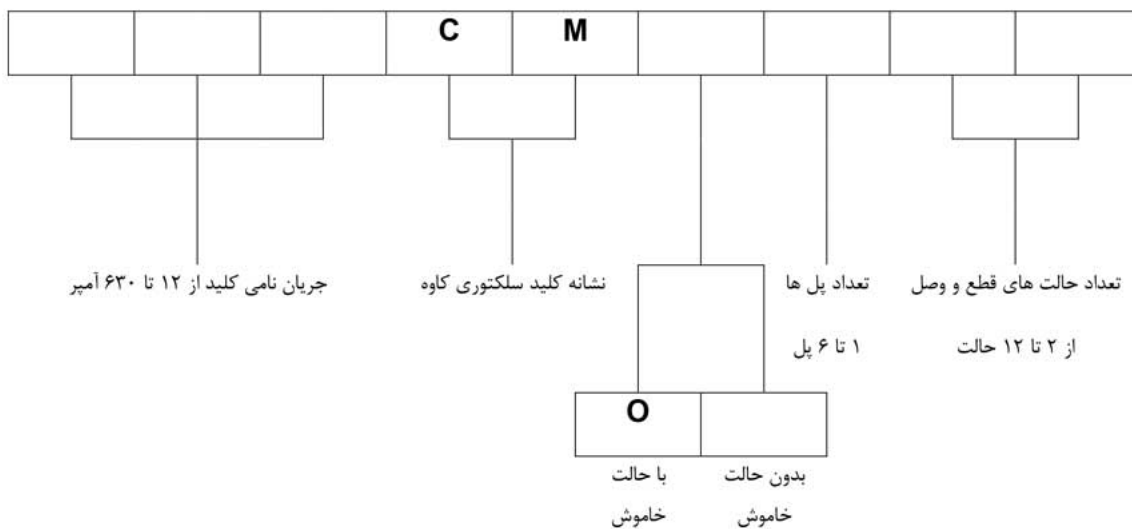 C M
جریان نامی کلید از ۱۲ تا ۶۳۰ آمپر
نشانه کلید سلکتوری کاوه
تعداد پل ها
۱ تا ۶ پل
تعداد حالت های قطع و وصل
از ۲ تا ۱۲ حالت
O
با حالت
خاموش
بدون حالت
خاموش